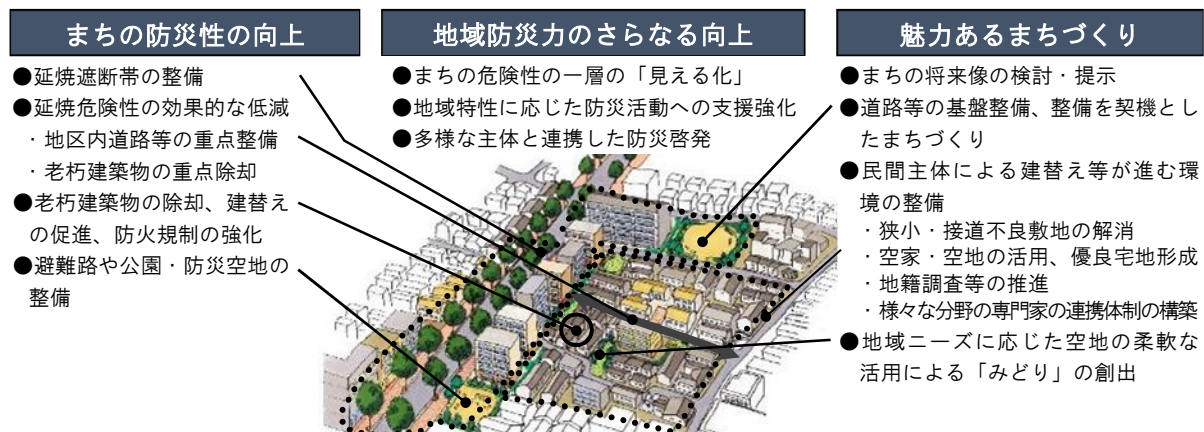 まちの防災性の向上
●延焼遮断帯の整備
●延焼危険性の効果的な低減
・地区内道路等の重点整備
・老朽建築物の重点除却
●老朽建築物の除却、建替え
の促進、防火規制の強化
●避難路や公園・防災空地の
整備
地域防災力のさらなる向上
●まちの危険性の一層の「見える化」
●地域特性に応じた防災活動への支援強化
●多様な主体と連携した防災啓発
魅力あるまちづくり
●まちの将来像の検討・提示
●道路等の基盤整備、整備を契機とし
たまちづくり
●民間主体による建替え等が進む環
境の整備
・狭小・接道不良敷地の解消
・空家・空地の活用、優良宅地形成
・地籍調査等の推進
・様々な分野の専門家の連携体制の構築
●地域ニーズに応じた空地の柔軟な
活用による「みどり」の創出